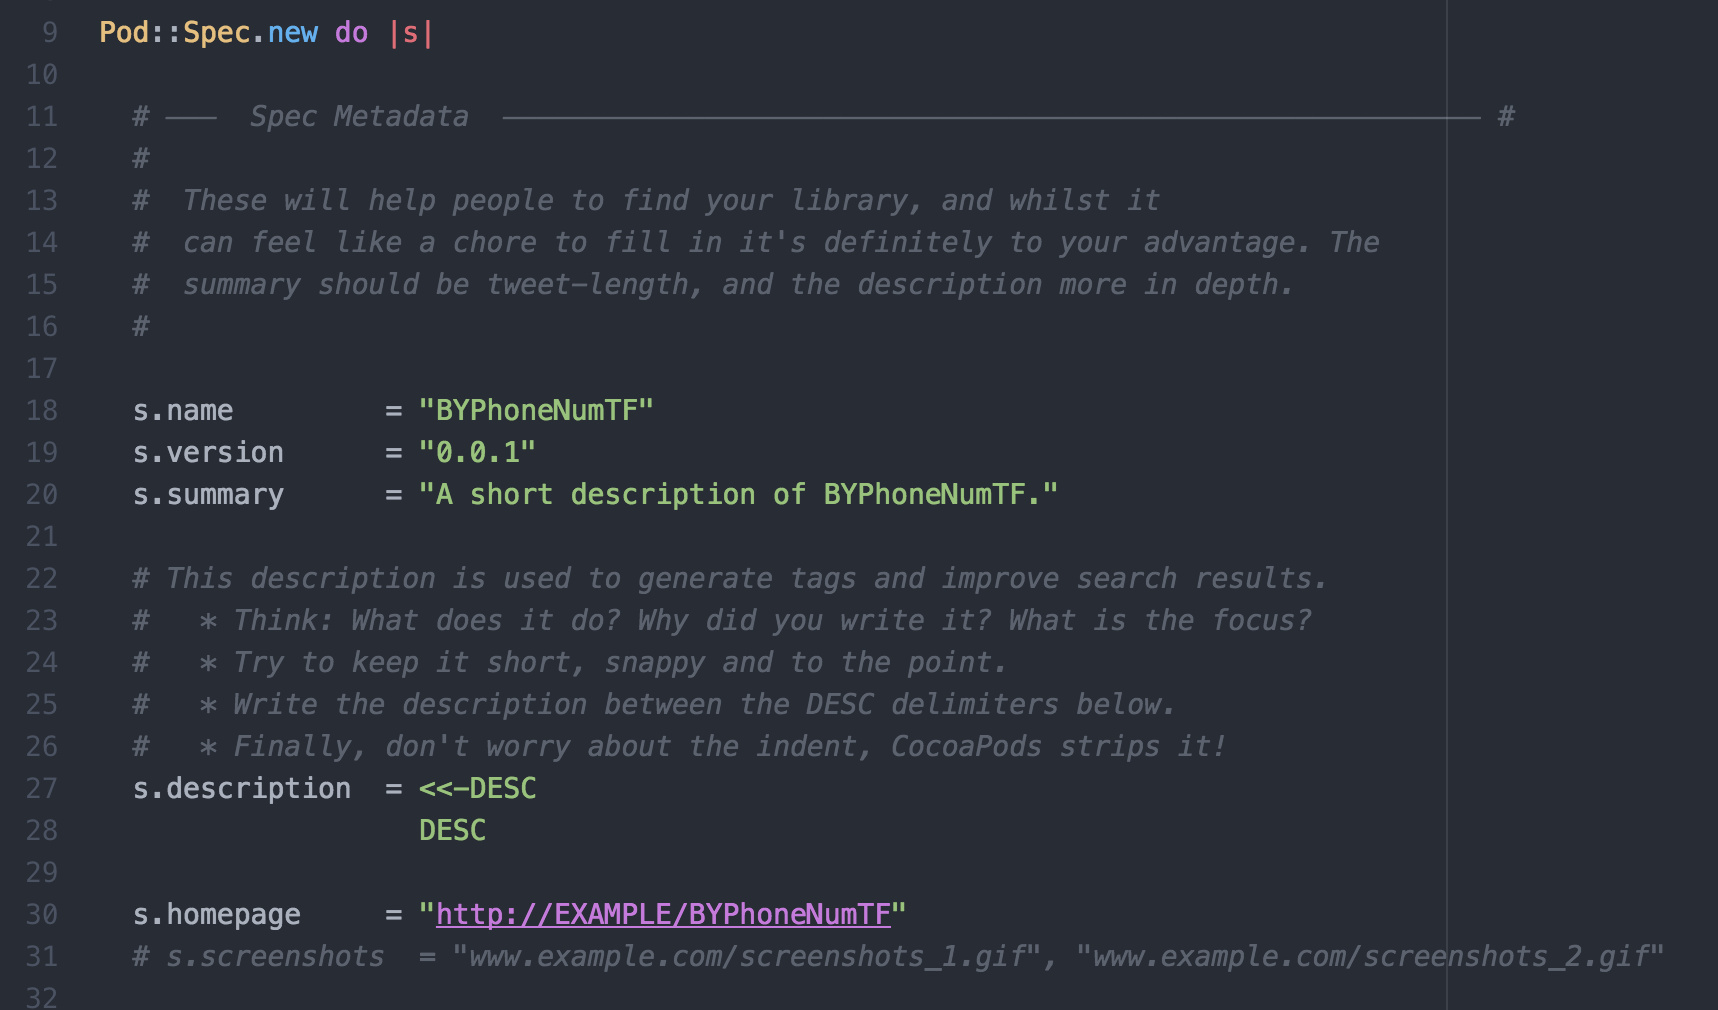 9 Pod::Spec.new do |s|
10
11 # ――― Spec Metadata ―――――――――――――――――――――――――――――――――――――――――――――――――――――――――― #
12 #
13 #  These will help people to find your library, and whilst it
14 #  can feel like a chore to fill in it's definitely to your advantage. The
15 #  summary should be tweet-length, and the description more in depth.
16 #
17
18 s.name         = "BYPhoneNumTF"
19 s.version      = "0.0.1"
20 s.summary      = "A short description of BYPhoneNumTF."
21
22 # This description is used to generate tags and improve search results.
23 #   * Think: What does it do? Why did you write it? What is the focus?
24 #   * Try to keep it short, snappy and to the point.
25 #   * Write the description between the DESC delimiters below.
26 #   * Finally, don't worry about the indent, CocoaPods strips it!
27 s.description  = <<-DESC
28                  DESC
29
30 s.homepage     = "http://EXAMPLE/BYPhoneNumTF"
31 # s.screenshots  = "www.example.com/screenshots_1.gif", "www.example.com/screenshots_2.gif"
32